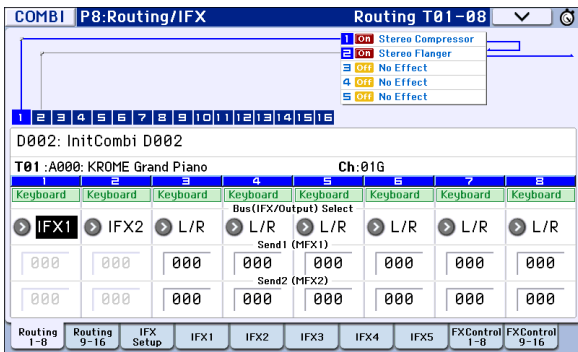 COMBI P8:Routing/IFX Routing T01-08
1 On Stereo Compressor
2 On Stereo Flanger
3 Off No Effect
4 Off No Effect
5 Off No Effect
1 2 3 4 5 6 7 8 9 10 11 12 13 14 15 16
D002: InitCombi D002
T01 :A000: KROME Grand Piano Ch:01G
1 2 3 4 5 6 7 8
Keyboard Keyboard Keyboard Keyboard Keyboard Keyboard Keyboard Keyboard
Bus(IFX/Output) Select
IFX1 IFX2 L/R L/R L/R L/R L/R L/R
Send1 (MFX1)
000 000 000 000 000 000 000 000
Send2 (MFX2)
000 000 000 000 000 000 000 000
Routing 1-8 Routing 9-16 IFX Setup IFX1 IFX2 IFX3 IFX4 IFX5 FXControl 1-8 FXControl 9-16